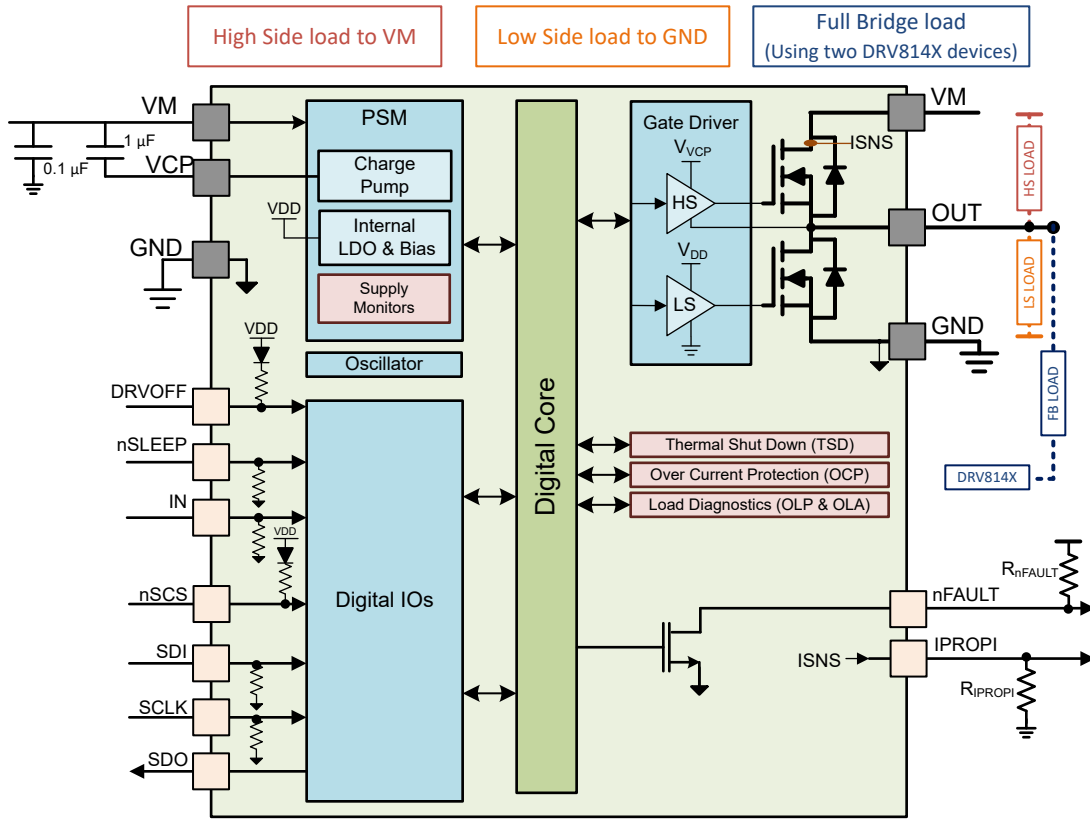 High Side load to VM
Low Side load to GND
Full Bridge load
(Using two DRV814X devices)
VM
1 µF
0.1 µF
VCP
GND
PSM
Charge
Pump
VDD
Internal
LDO & Bias
Supply
Monitors
Oscillator
Gate Driver
VVCP
HS
VDD
LS
ISNS
VM
OUT
GND
HS LOAD
LS LOAD
FB LOAD
DRV814X
Digital Core
Thermal Shut Down (TSD)
Over Current Protection (OCP)
Load Diagnostics (OLP & OLA)
VDD
DRVOFF
nSLEEP
IN
VDD
nSCS
SDI
SCLK
SDO
Digital IOs
RnFAULT
nFAULT
ISNS
IPROPI
RIPROPI